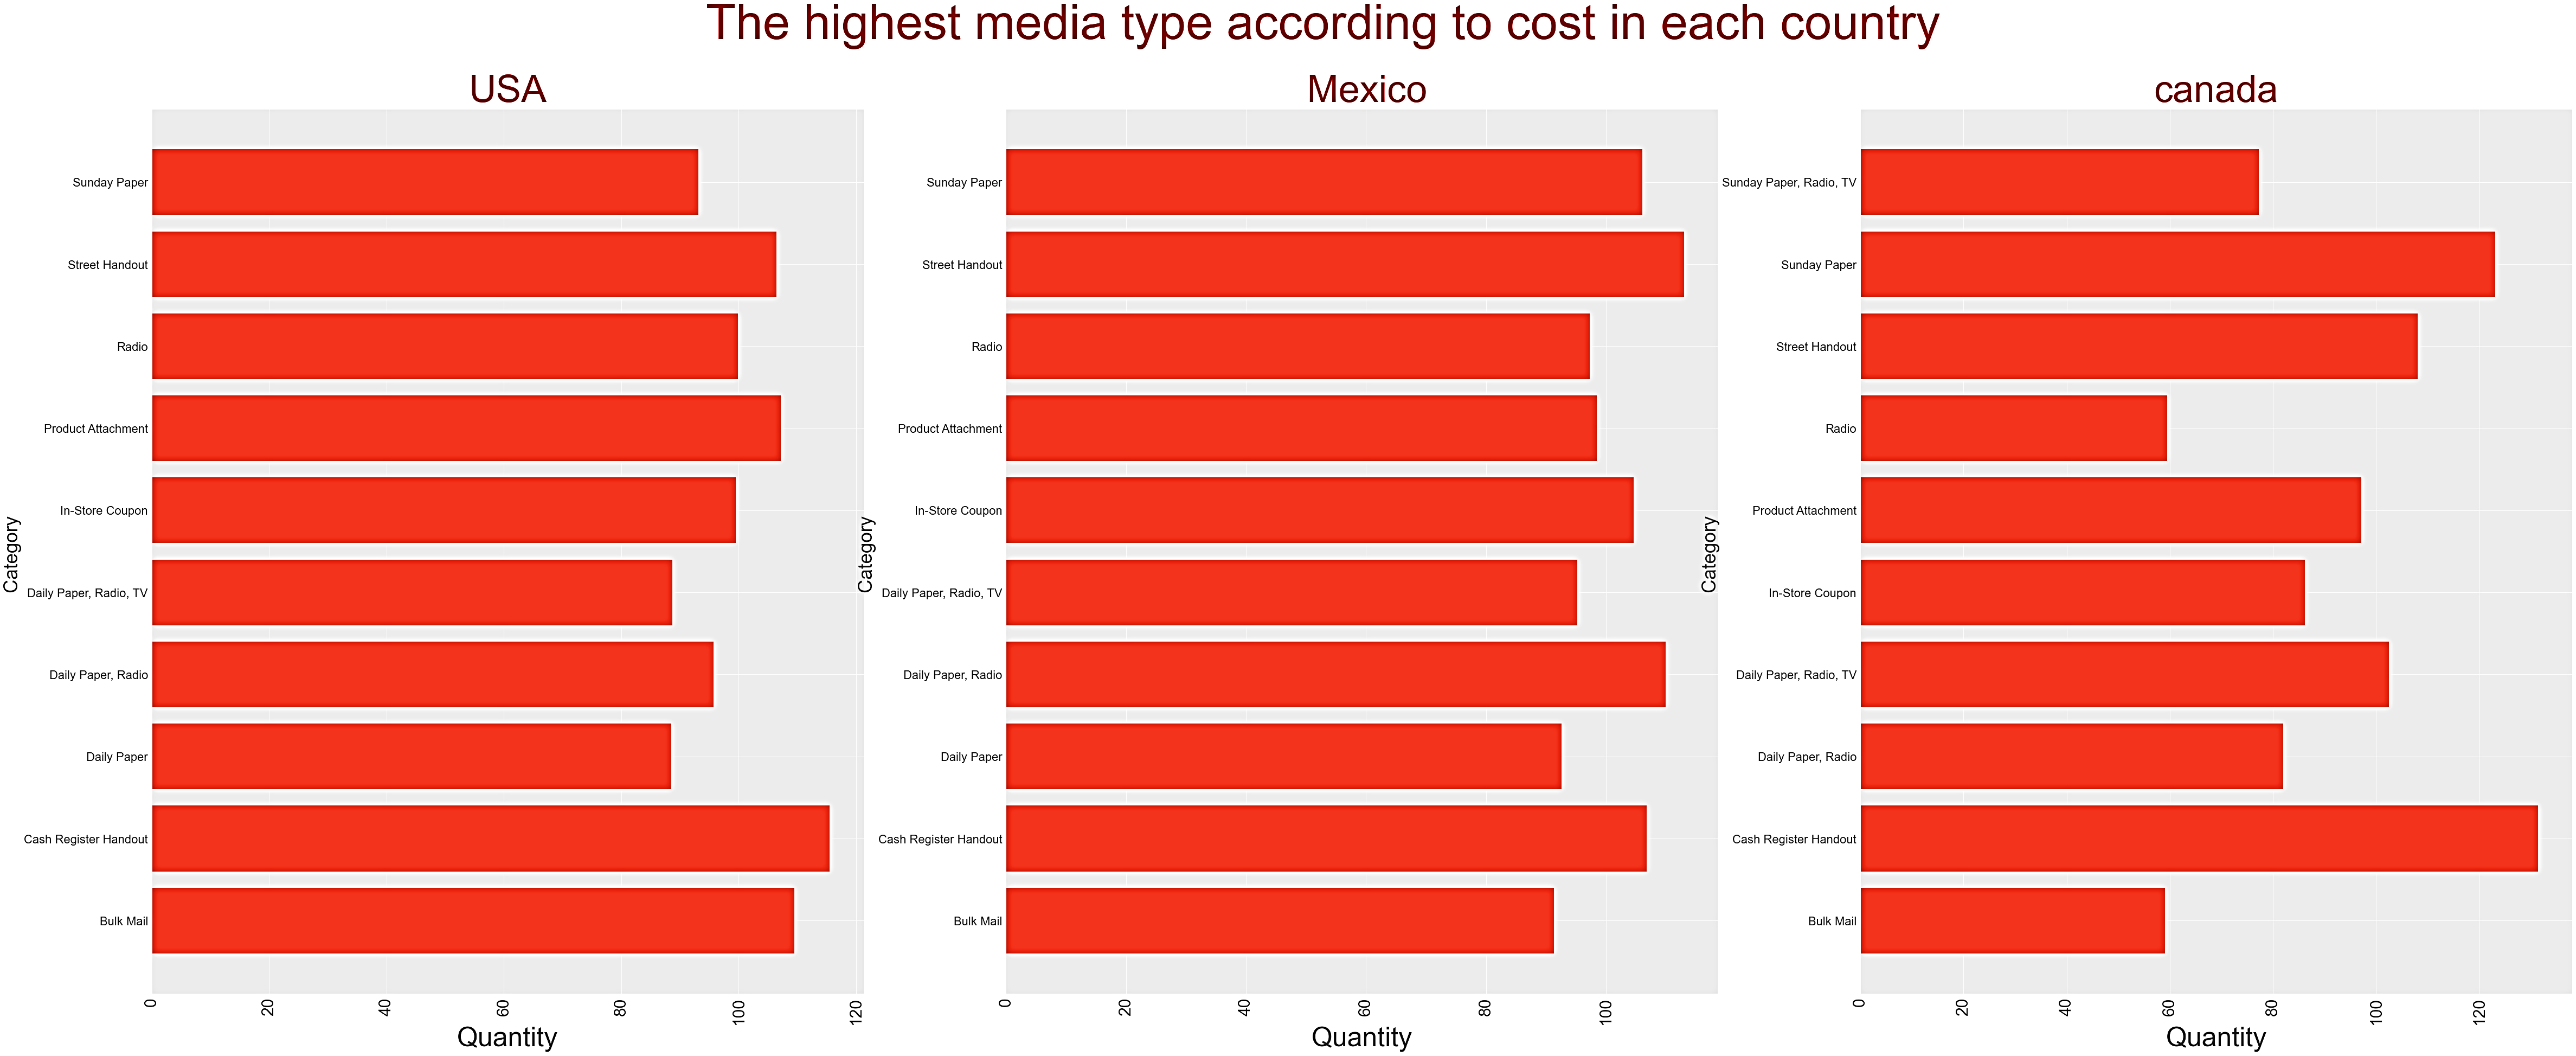 The highest media type according to cost in each country
USA
Category
Sunday Paper
Street Handout
Radio
Product Attachment
In-Store Coupon
Daily Paper, Radio, TV
Daily Paper, Radio
Daily Paper
Cash Register Handout
Bulk Mail
0 20 40 60 80 100 120
Quantity
Mexico
Category
Sunday Paper
Street Handout
Radio
Product Attachment
In-Store Coupon
Daily Paper, Radio, TV
Daily Paper, Radio
Daily Paper
Cash Register Handout
Bulk Mail
0 20 40 60 80 100
Quantity
canada
Category
Sunday Paper, Radio, TV
Sunday Paper
Street Handout
Radio
Product Attachment
In-Store Coupon
Daily Paper, Radio, TV
Daily Paper, Radio
Cash Register Handout
Bulk Mail
0 20 40 60 80 100 120
Quantity